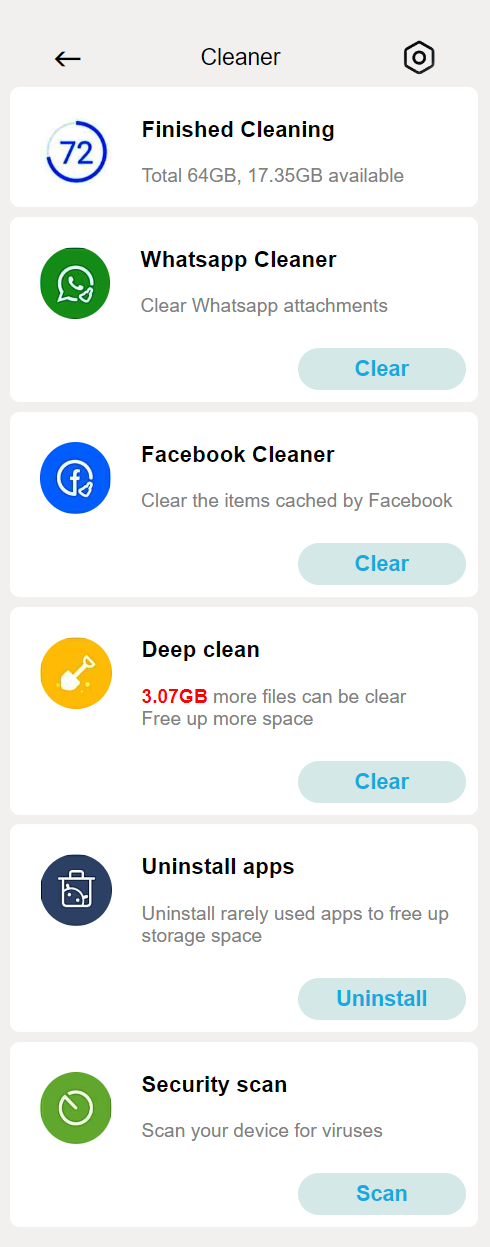 Cleaner
Finished Cleaning
72
Total 64GB, 17.35GB available
Whatsapp Cleaner
Clear Whatsapp attachments
Clear
Facebook Cleaner
Clear the items cached by Facebook
Clear
Deep clean
3.07GB more files can be clear
Free up more space
Clear
Uninstall apps
Uninstall rarely used apps to free up
storage space
Uninstall
Security scan
Scan your device for viruses
Scan